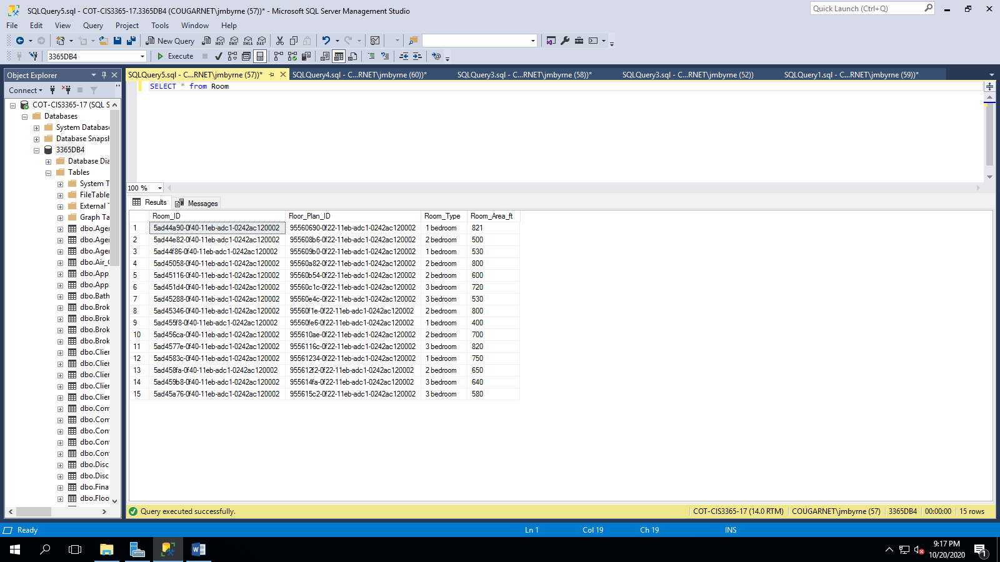 SQLQuery5.sql - COT-CIS3365-17.3365DB4 (COUGARNET\jmbyrne (57))* - Microsoft SQL Server Management Studio
Quick Launch (Ctrl+Q)
File Edit View Query Project Tools Window Help
New Query MDX DMX XMLA DAX
3365DB4 Execute
Object Explorer
SQLQuery5.sql - C...RNET\jmbyrne (57))* SQLQuery4.sql - C...RNET\jmbyrne (60))* SQLQuery3.sql - C...RNET\jmbyrne (58))* SQLQuery3.sql - C...RNET\jmbyrne (52)) SQLQuery1.sql - C...RNET\jmbyrne (59))*
SELECT * from Room
Connect
COT-CIS3365-17 (SQL S
Databases
System Databas
Database Snapsh
3365DB4
Database Dia
Tables
System T
FileTable
External T
Graph Ta
dbo.Ager
dbo.Ager
dbo.Ager
dbo.Air_C
dbo.App
dbo.App
dbo.Bath
dbo.Brok
dbo.Brok
dbo.Brok
dbo.Brok
dbo.Clier
dbo.Clier
dbo.Clier
dbo.Clier
dbo.Clier
dbo.Com
dbo.Com
dbo.Cont
dbo.Cont
dbo.Cont
dbo.Disc
dbo.Disc
dbo.Fina
dbo.Floo
100 %
Results Messages
Room_ID Floor_Plan_ID Room_Type Room_Area_ft
1 5ad44a90-0f40-11eb-adc1-0242ac120002 95560690-0f22-11eb-adc1-0242ac120002 1 bedroom 821
2 5ad44e82-0f40-11eb-adc1-0242ac120002 955608b6-0f22-11eb-adc1-0242ac120002 2 bedroom 500
3 5ad44f86-0f40-11eb-adc1-0242ac120002 955609b0-0f22-11eb-adc1-0242ac120002 1 bedroom 530
4 5ad45058-0f40-11eb-adc1-0242ac120002 95560a82-0f22-11eb-adc1-0242ac120002 2 bedroom 800
5 5ad45116-0f40-11eb-adc1-0242ac120002 95560b54-0f22-11eb-adc1-0242ac120002 2 bedroom 600
6 5ad451d4-0f40-11eb-adc1-0242ac120002 95560c1c-0f22-11eb-adc1-0242ac120002 3 bedroom 720
7 5ad45288-0f40-11eb-adc1-0242ac120002 95560e4c-0f22-11eb-adc1-0242ac120002 3 bedroom 530
8 5ad45346-0f40-11eb-adc1-0242ac120002 95560f1e-0f22-11eb-adc1-0242ac120002 2 bedroom 800
9 5ad455f8-0f40-11eb-adc1-0242ac120002 95560fe6-0f22-11eb-adc1-0242ac120002 1 bedroom 400
10 5ad456ca-0f40-11eb-adc1-0242ac120002 955610ae-0f22-11eb-adc1-0242ac120002 2 bedroom 700
11 5ad4577e-0f40-11eb-adc1-0242ac120002 9556116c-0f22-11eb-adc1-0242ac120002 3 bedroom 820
12 5ad4583c-0f40-11eb-adc1-0242ac120002 95561234-0f22-11eb-adc1-0242ac120002 1 bedroom 750
13 5ad458fa-0f40-11eb-adc1-0242ac120002 955612f2-0f22-11eb-adc1-0242ac120002 2 bedroom 650
14 5ad459b8-0f40-11eb-adc1-0242ac120002 955614fa-0f22-11eb-adc1-0242ac120002 3 bedroom 640
15 5ad45a76-0f40-11eb-adc1-0242ac120002 955615c2-0f22-11eb-adc1-0242ac120002 3 bedroom 580
Query executed successfully. COT-CIS3365-17 (14.0 RTM) COUGARNET\jmbyrne (57) 3365DB4 00:00:00 15 rows
Ready Ln 1 Col 19 Ch 19 INS
9:17 PM
10/20/2020
1